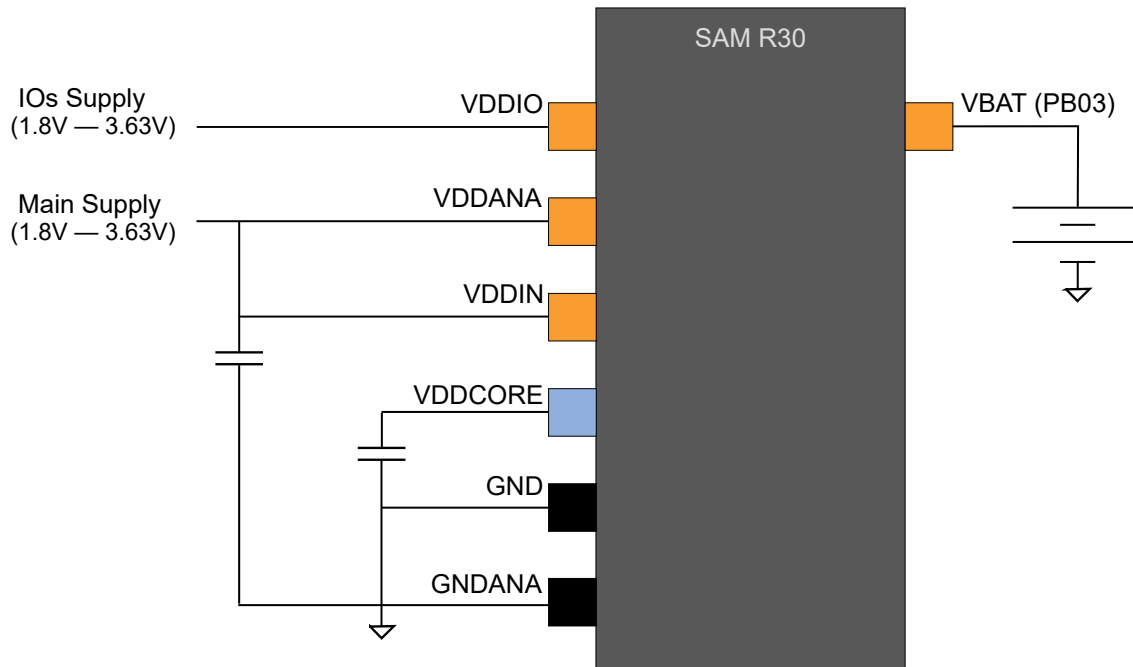 SAM R30
IOs Supply
(1.8V — 3.63V)
VDDIO
VBAT (PB03)
Main Supply
(1.8V — 3.63V)
VDDANA
VDDIN
VDDCORE
GND
GNDANA